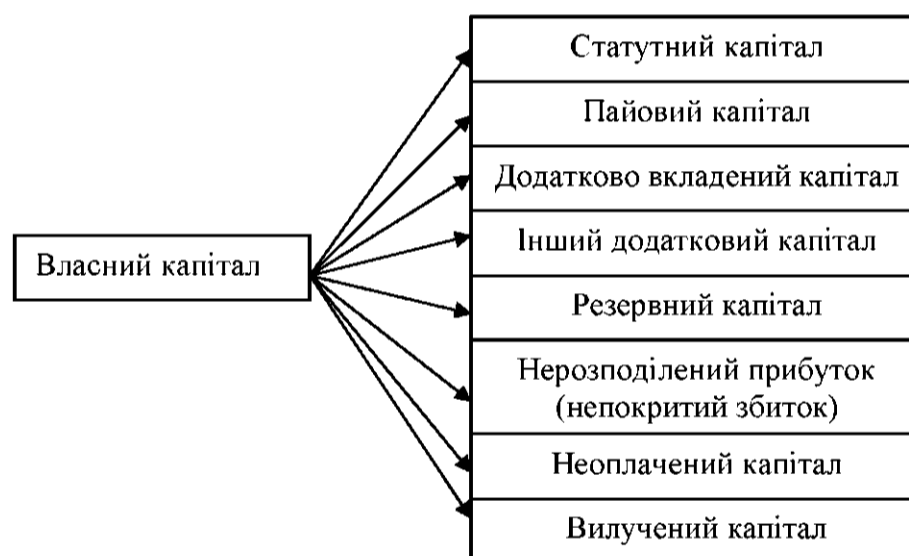 Статутний капітал
Пайовий капітал
Додатково вкладений капітал
Власний капітал
Інший додатковий капітал
Резервний капітал
Нерозподілений прибуток
(непокритий збиток)
Неоплачений капітал
Вилучений капітал